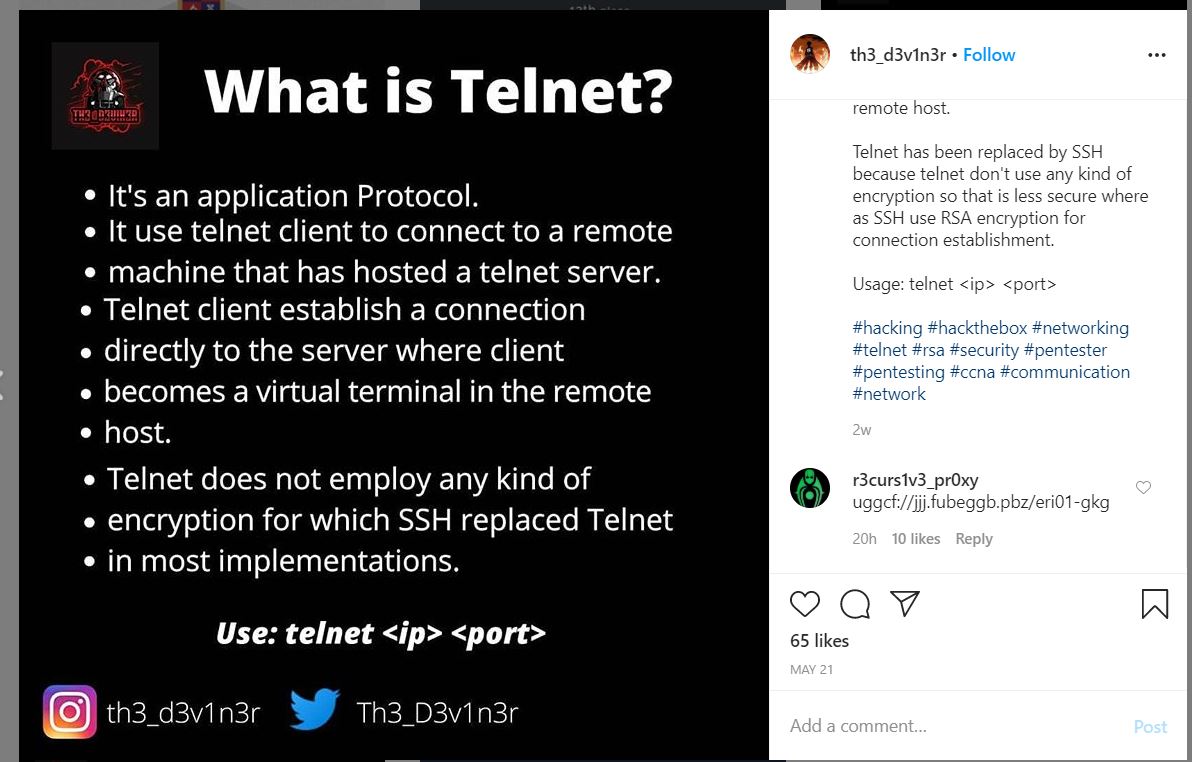 What is Telnet?
• It's an application Protocol.
• It use telnet client to connect to a remote
• machine that has hosted a telnet server.
• Telnet client establish a connection
• directly to the server where client
• becomes a virtual terminal in the remote
• host.
• Telnet does not employ any kind of
• encryption for which SSH replaced Telnet
• in most implementations.
Use: telnet <ip> <port>
th3_d3v1n3r
Th3_D3v1n3r
th3_d3v1n3r • Follow
remote host.
Telnet has been replaced by SSH
because telnet don't use any kind of
encryption so that is less secure where
as SSH use RSA encryption for
connection establishment.
Usage: telnet <ip> <port>
#hacking #hackthebox #networking
#telnet #rsa #security #pentester
#pentesting #ccna #communication
#network
2w
r3curs1v3_pr0xy
uggcf://jjj.fubeggb.pbz/eri01-gkg
20h 10 likes Reply
65 likes
MAY 21
Add a comment... Post